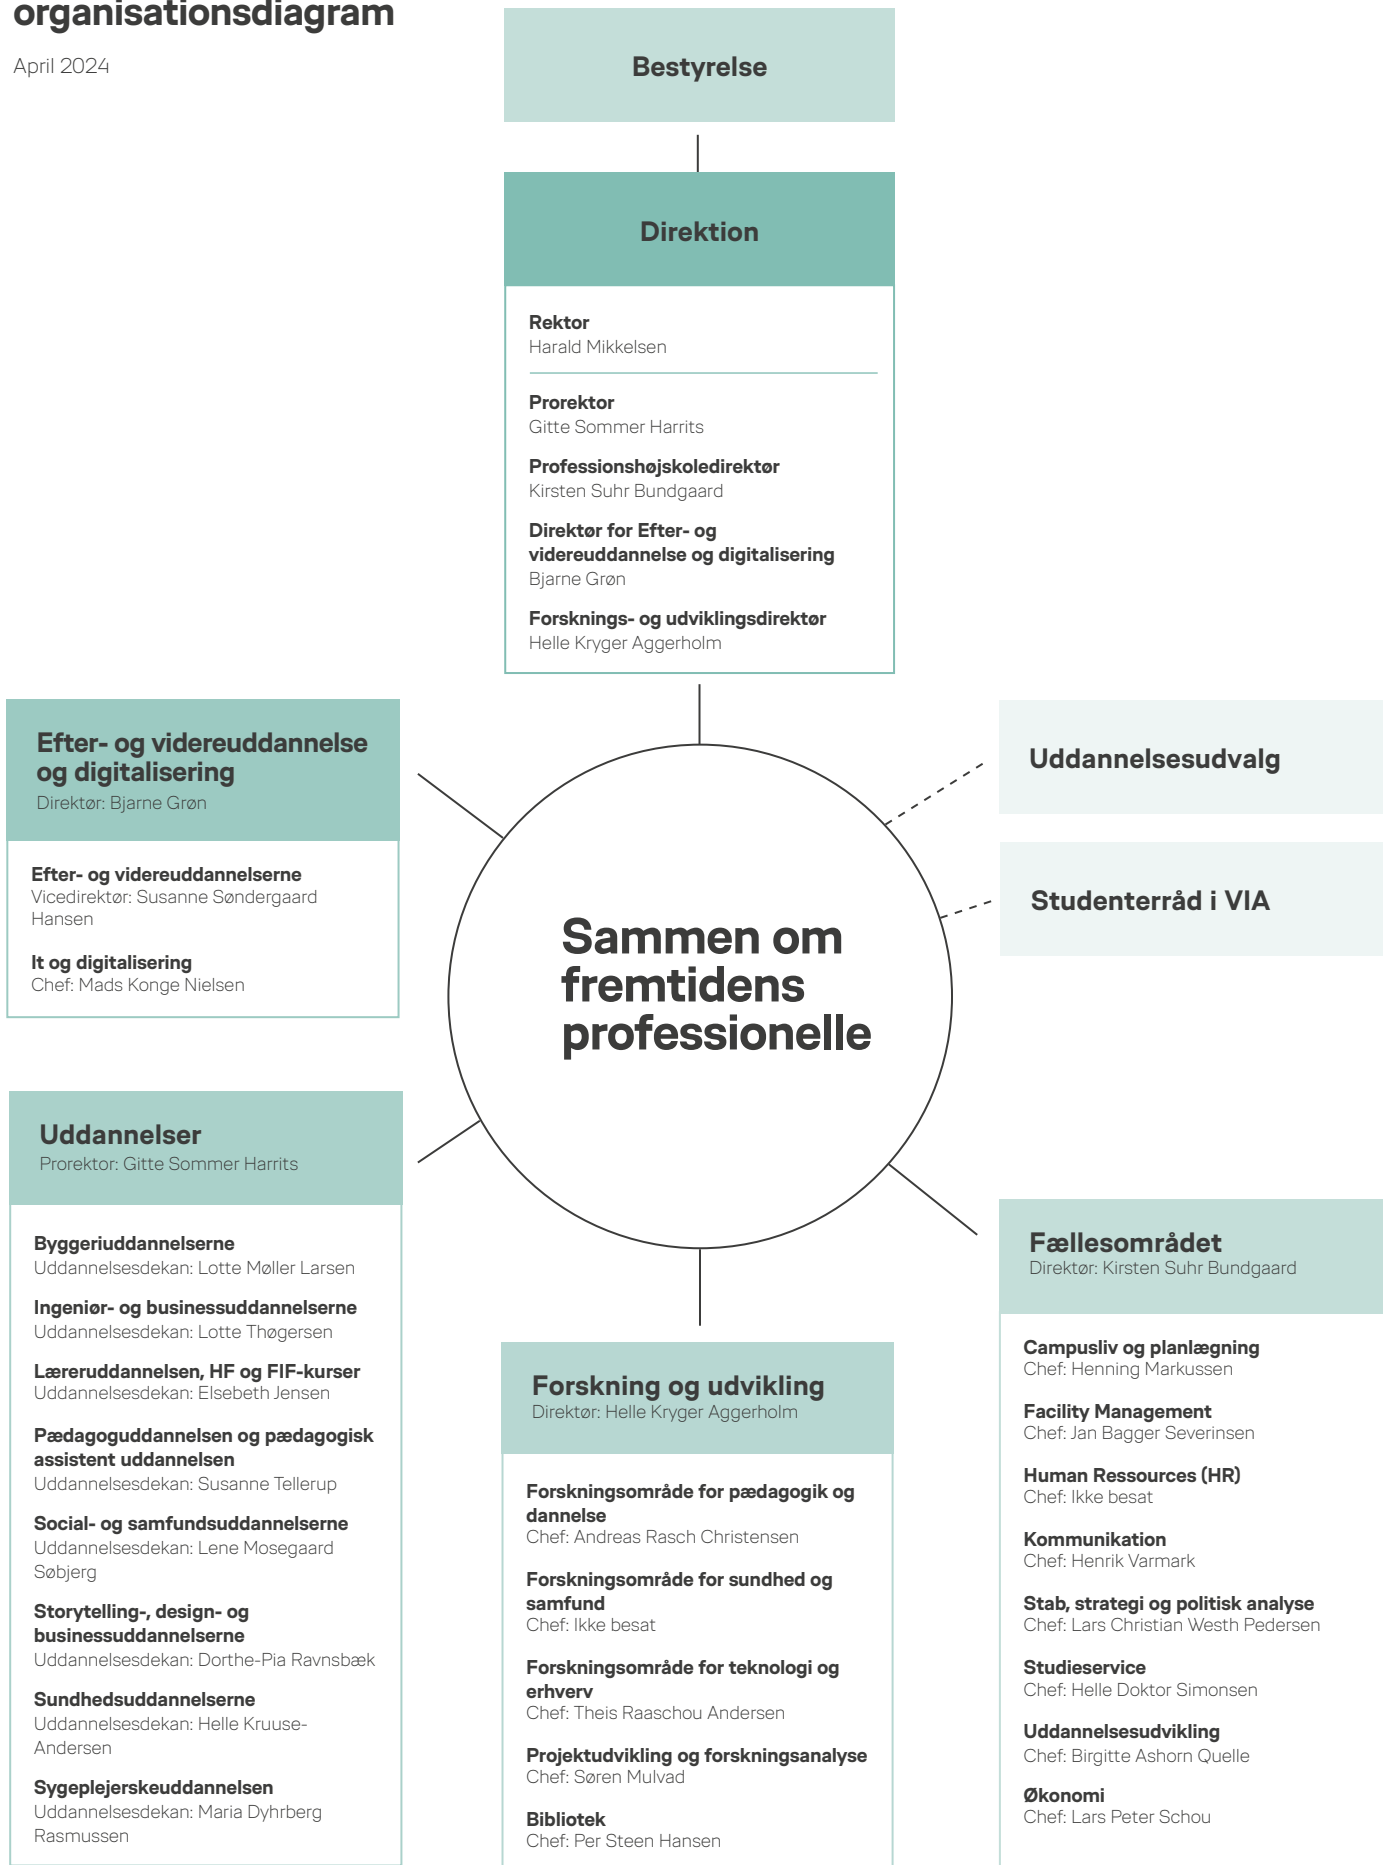 organisationsdiagram
April 2024
Bestyrelse
Direktion
Rektor
Harald Mikkelsen
Prorektor
Gitte Sommer Harrits
Professionshøjskoledirektør
Kirsten Suhr Bundgaard
Direktør for Efter- og
videreuddannelse og digitalisering
Bjarne Grøn
Forsknings- og udviklingsdirektør
Helle Kryger Aggerholm
Efter- og videreuddannelse
og digitalisering
Direktør: Bjarne Grøn
Efter- og videreuddannelserne
Vicedirektør: Susanne Søndergaard
Hansen
It og digitalisering
Chef: Mads Konge Nielsen
Uddannelsesudvalg
Studenterråd i VIA
Sammen om
fremtidens
professionelle
Uddannelser
Prorektor: Gitte Sommer Harrits
Byggeriuddannelserne
Uddannelsesdekan: Lotte Møller Larsen
Ingeniør- og businessuddannelserne
Uddannelsesdekan: Lotte Thøgersen
Læreruddannelsen, HF og FIF-kurser
Uddannelsesdekan: Elsebeth Jensen
Pædagoguddannelsen og pædagogisk
assistent uddannelsen
Uddannelsesdekan: Susanne Tellerup
Social- og samfundsuddannelserne
Uddannelsesdekan: Lene Mosegaard
Søbjerg
Storytelling-, design- og
businessuddannelserne
Uddannelsesdekan: Dorthe-Pia Ravnsbæk
Sundhedsuddannelserne
Uddannelsesdekan: Helle Kruuse-
Andersen
Sygeplejerskeuddannelsen
Uddannelsesdekan: Maria Dyhrberg
Rasmussen
Forskning og udvikling
Direktør: Helle Kryger Aggerholm
Forskningsområde for pædagogik og
dannelse
Chef: Andreas Rasch Christensen
Forskningsområde for sundhed og
samfund
Chef: Ikke besat
Forskningsområde for teknologi og
erhverv
Chef: Theis Raaschou Andersen
Projektudvikling og forskningsanalyse
Chef: Søren Mulvad
Bibliotek
Chef: Per Steen Hansen
Fællesområdet
Direktør: Kirsten Suhr Bundgaard
Campusliv og planlægning
Chef: Henning Markussen
Facility Management
Chef: Jan Bagger Severinsen
Human Ressources (HR)
Chef: Ikke besat
Kommunikation
Chef: Henrik Varmark
Stab, strategi og politisk analyse
Chef: Lars Christian Westh Pedersen
Studieservice
Chef: Helle Doktor Simonsen
Uddannelsesudvikling
Chef: Birgitte Ashorn Quelle
Økonomi
Chef: Lars Peter Schou